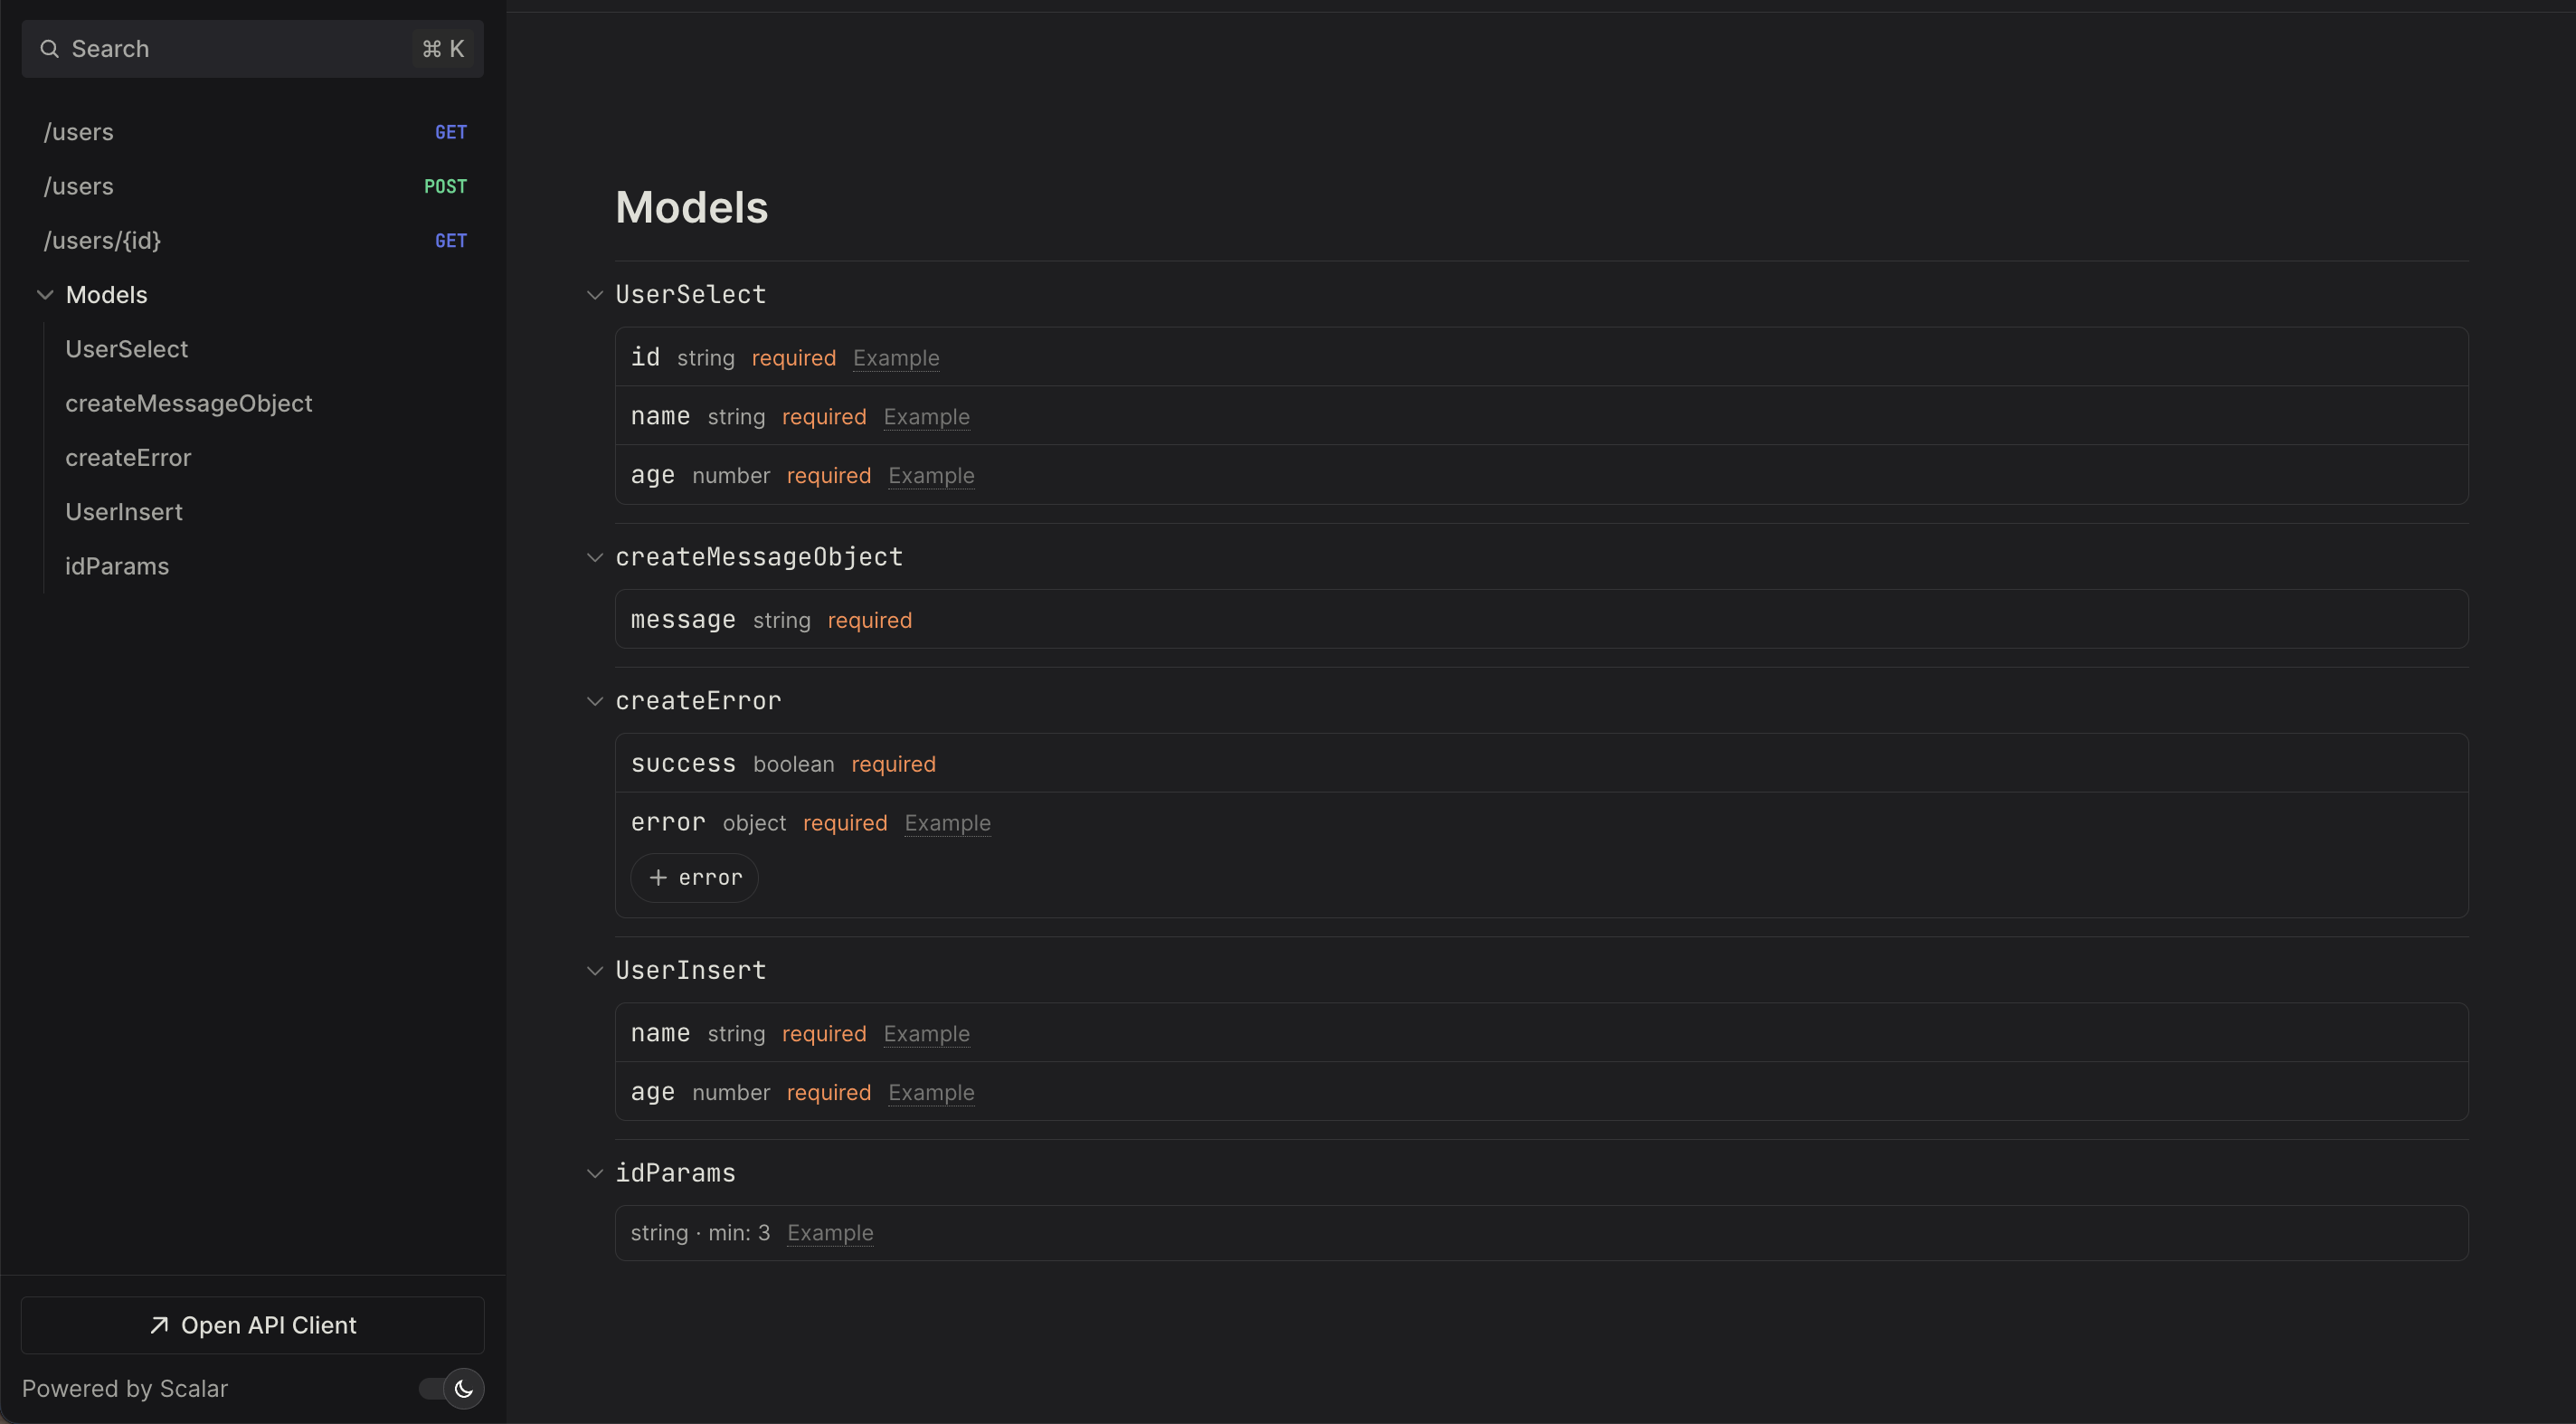 Search ⌘ K
/users GET
/users POST
/users/{id} GET
Models
UserSelect
createMessageObject
createError
UserInsert
idParams
Open API Client
Powered by Scalar
Models
UserSelect
id string required Example
name string required Example
age number required Example
createMessageObject
message string required
createError
success boolean required
error object required Example
+ error
UserInsert
name string required Example
age number required Example
idParams
string · min: 3 Example